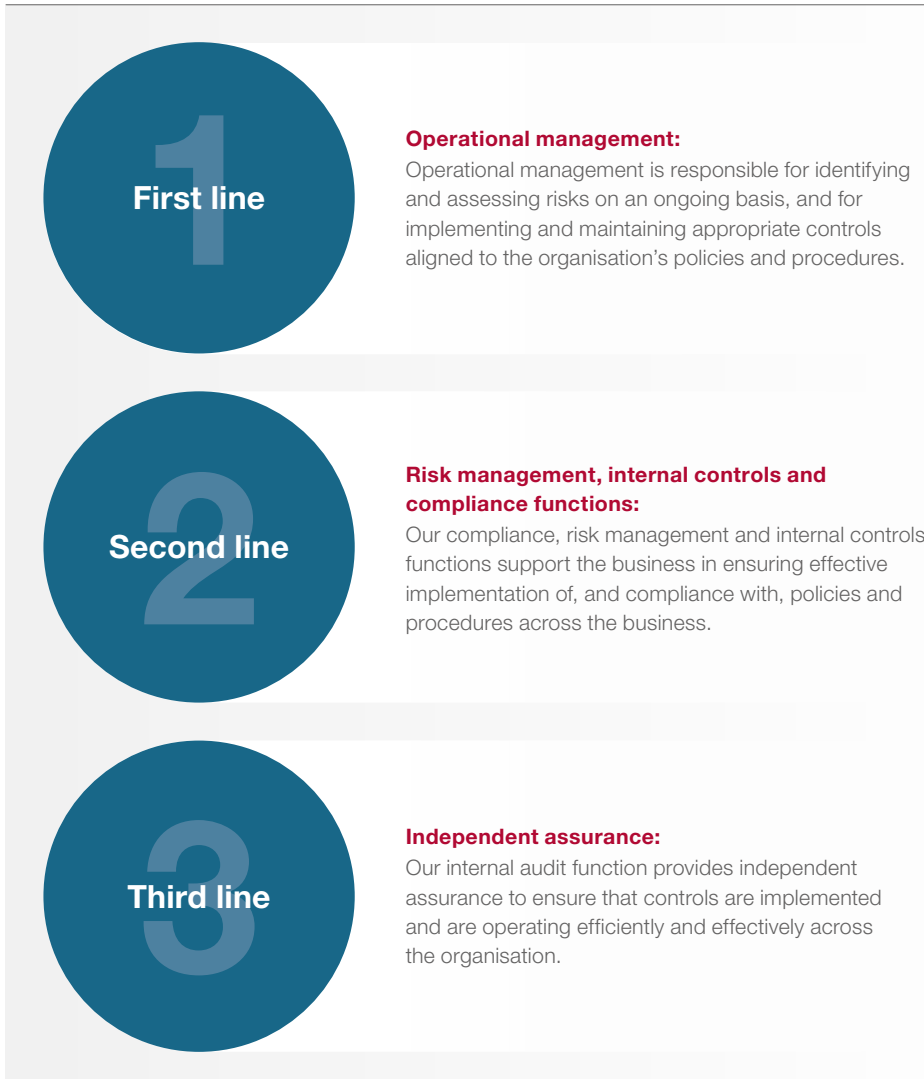 1
First line
Operational management:
Operational management is responsible for identifying
and assessing risks on an ongoing basis, and for
implementing and maintaining appropriate controls
aligned to the organisation’s policies and procedures.
2
Second line
Risk management, internal controls and
compliance functions:
Our compliance, risk management and internal controls
functions support the business in ensuring effective
implementation of, and compliance with, policies and
procedures across the business.
3
Third line
Independent assurance:
Our internal audit function provides independent
assurance to ensure that controls are implemented
and are operating efficiently and effectively across
the organisation.